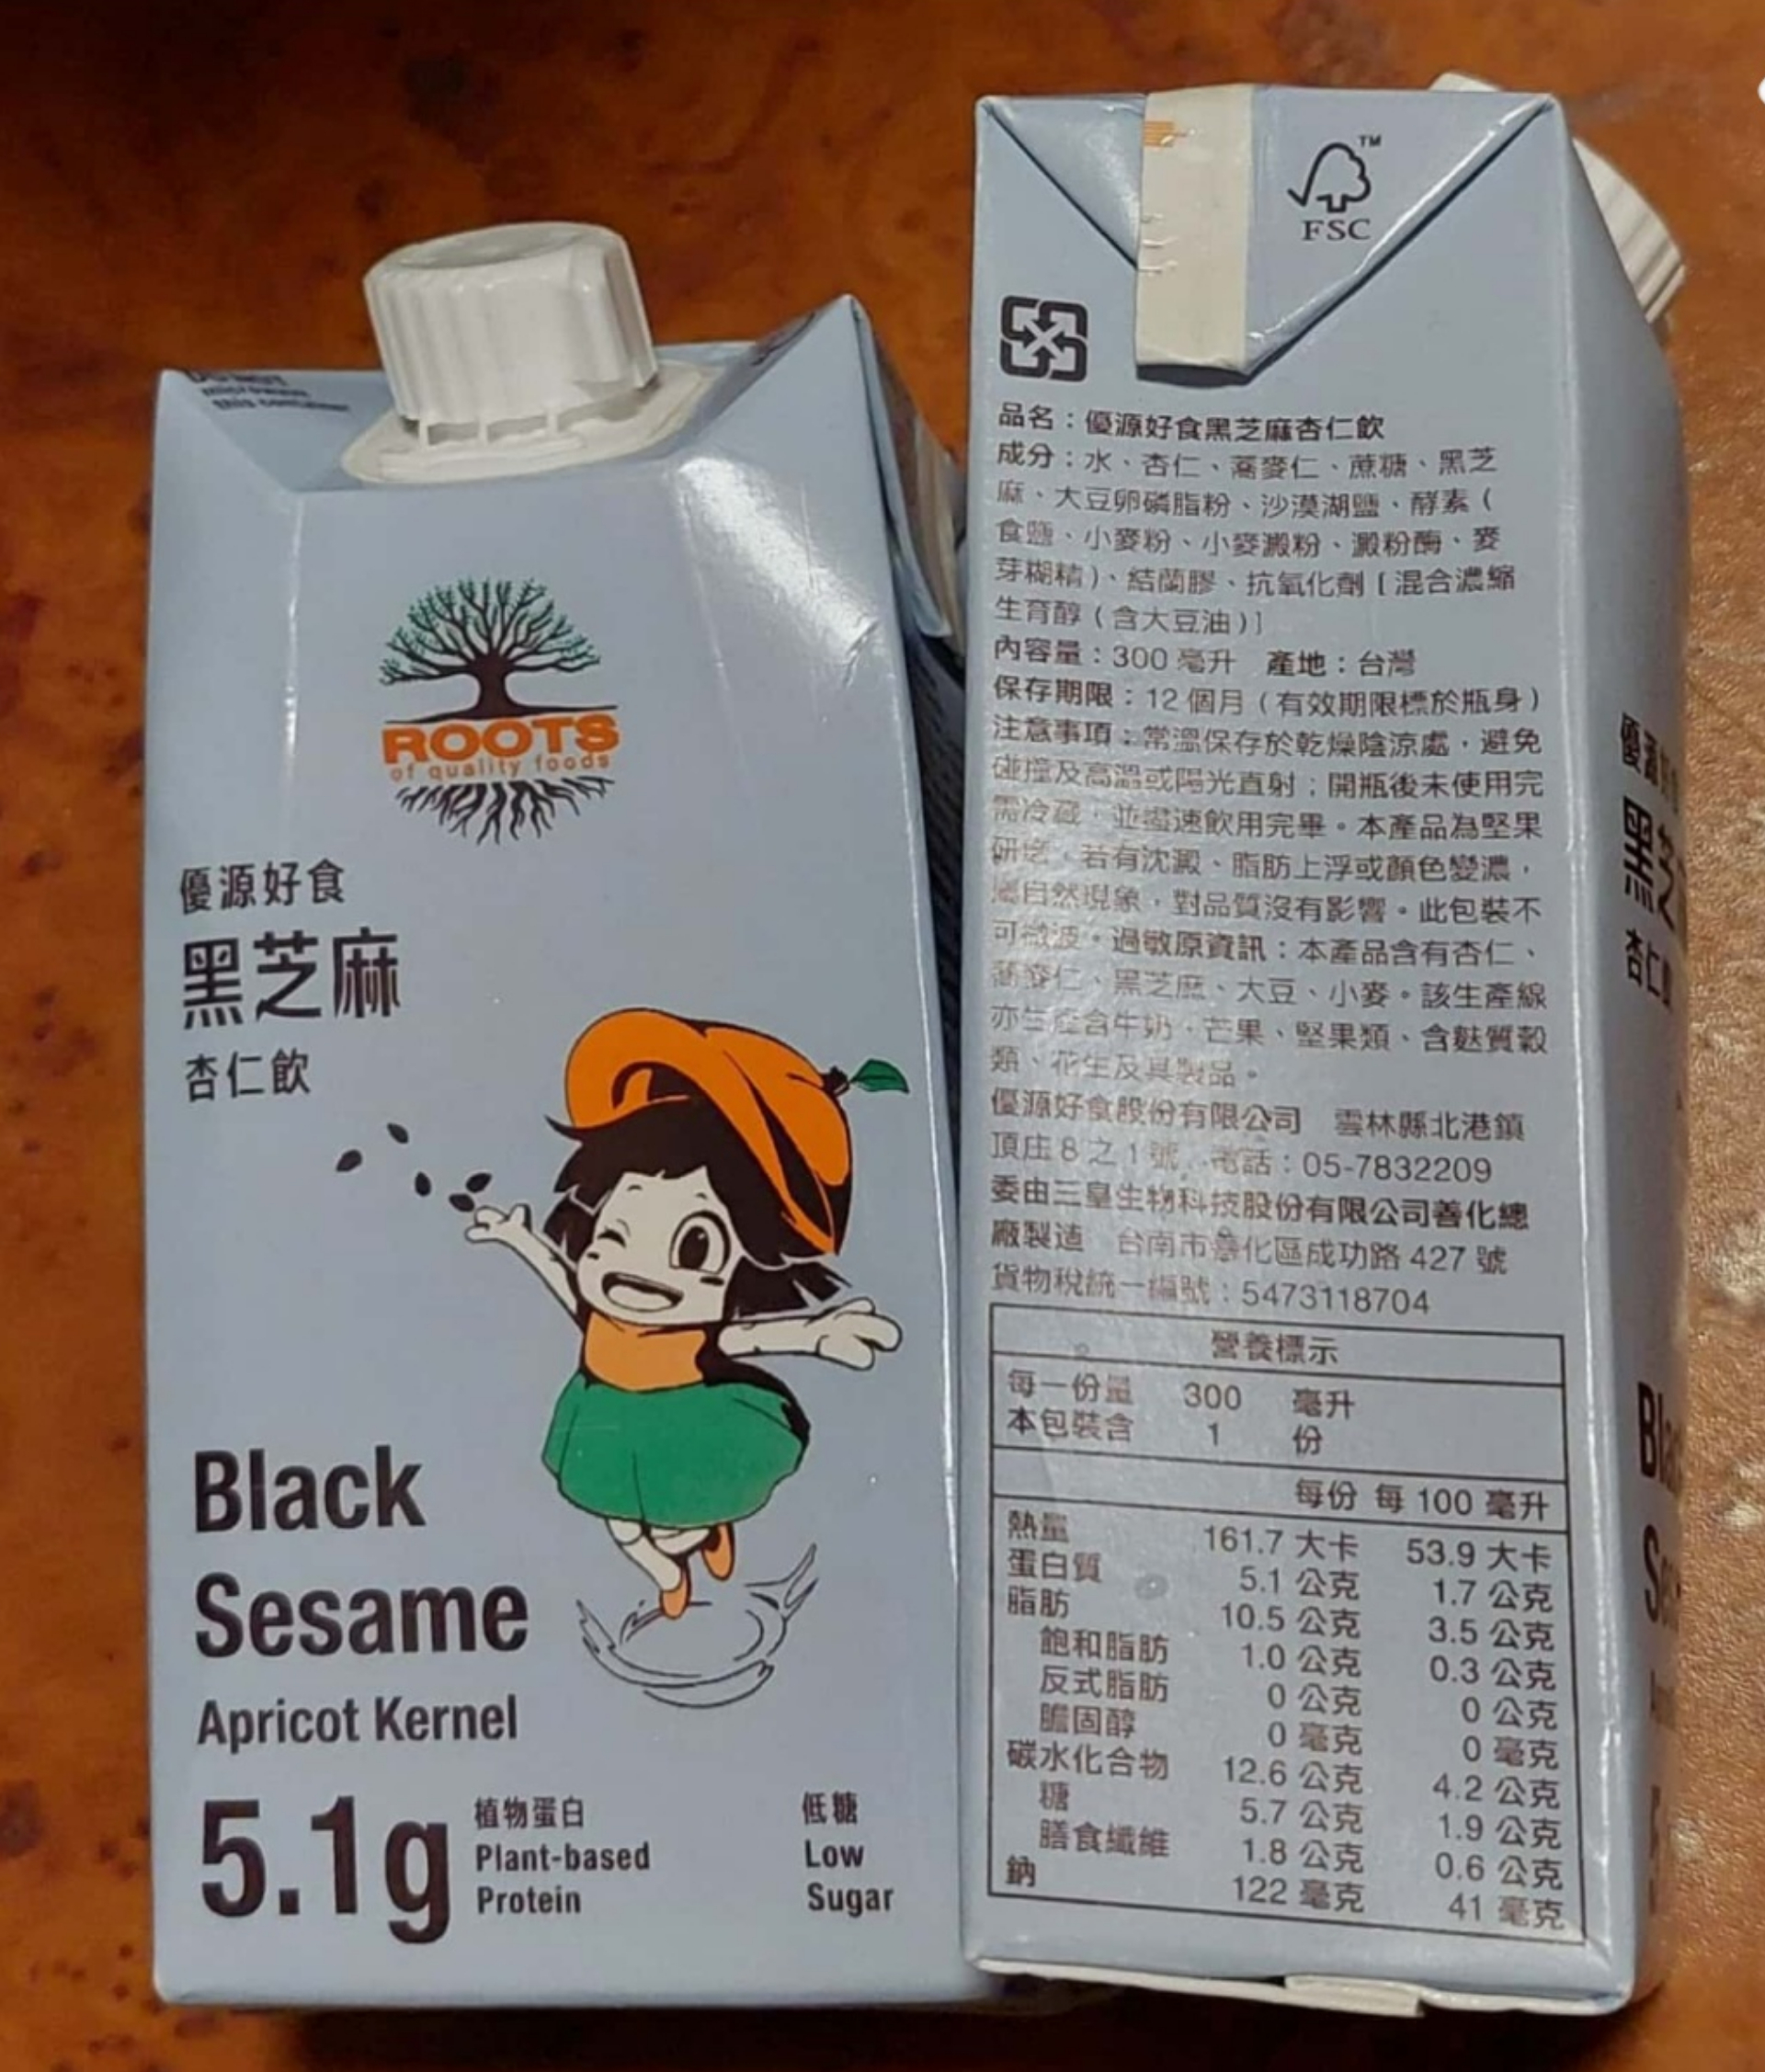 ROOTS
of quality foods
優源好食
黑芝麻
杏仁飲
Black
Sesame
Apricot Kernel
5.1g
植物蛋白
Plant-based
Protein
低糖
Low
Sugar
TM
FSC
品名：優源好食黑芝麻杏仁飲
成分：水、杏仁、蕎麥仁、蔗糖、黑芝
麻、大豆卵磷脂粉、沙漠湖鹽、酵素（
食鹽、小麥粉、小麥澱粉、澱粉酶、麥
芽糊精）、結蘭膠、抗氧化劑［混合濃縮
生育醇（含大豆油）］
內容量：300 毫升 產地：台灣
保存期限：12 個月（有效期限標於瓶身）
注意事項：常溫保存於乾燥陰涼處，避免
碰撞及高溫或陽光直射；開瓶後未使用完
需冷藏，並盡速飲用完畢。本產品為堅果
研磨，若有沈澱、脂肪上浮或顏色變濃，
屬自然現象，對品質沒有影響。此包裝不
可微波。過敏原資訊：本產品含有杏仁、
蕎麥仁、黑芝麻、大豆、小麥。該生產線
亦生產含牛奶、芒果、堅果類、含麩質穀
類、花生及其製品。
優源好食股份有限公司 雲林縣北港鎮
頂庄 8 之 1 號 電話：05-7832209
委由三皇生物科技股份有限公司善化總
廠製造 台南市善化區成功路 427 號
貨物稅統一編號：5473118704
營養標示
每一份量 300 毫升
本包裝含 1 份
每份 每 100 毫升
熱量 161.7 大卡 53.9 大卡
蛋白質 5.1 公克 1.7 公克
脂肪 10.5 公克 3.5 公克
飽和脂肪 1.0 公克 0.3 公克
反式脂肪 0 公克 0 公克
膽固醇 0 毫克 0 毫克
碳水化合物 12.6 公克 4.2 公克
糖 5.7 公克 1.9 公克
膳食纖維 1.8 公克 0.6 公克
鈉 122 毫克 41 毫克
優源
黑芝
杏仁